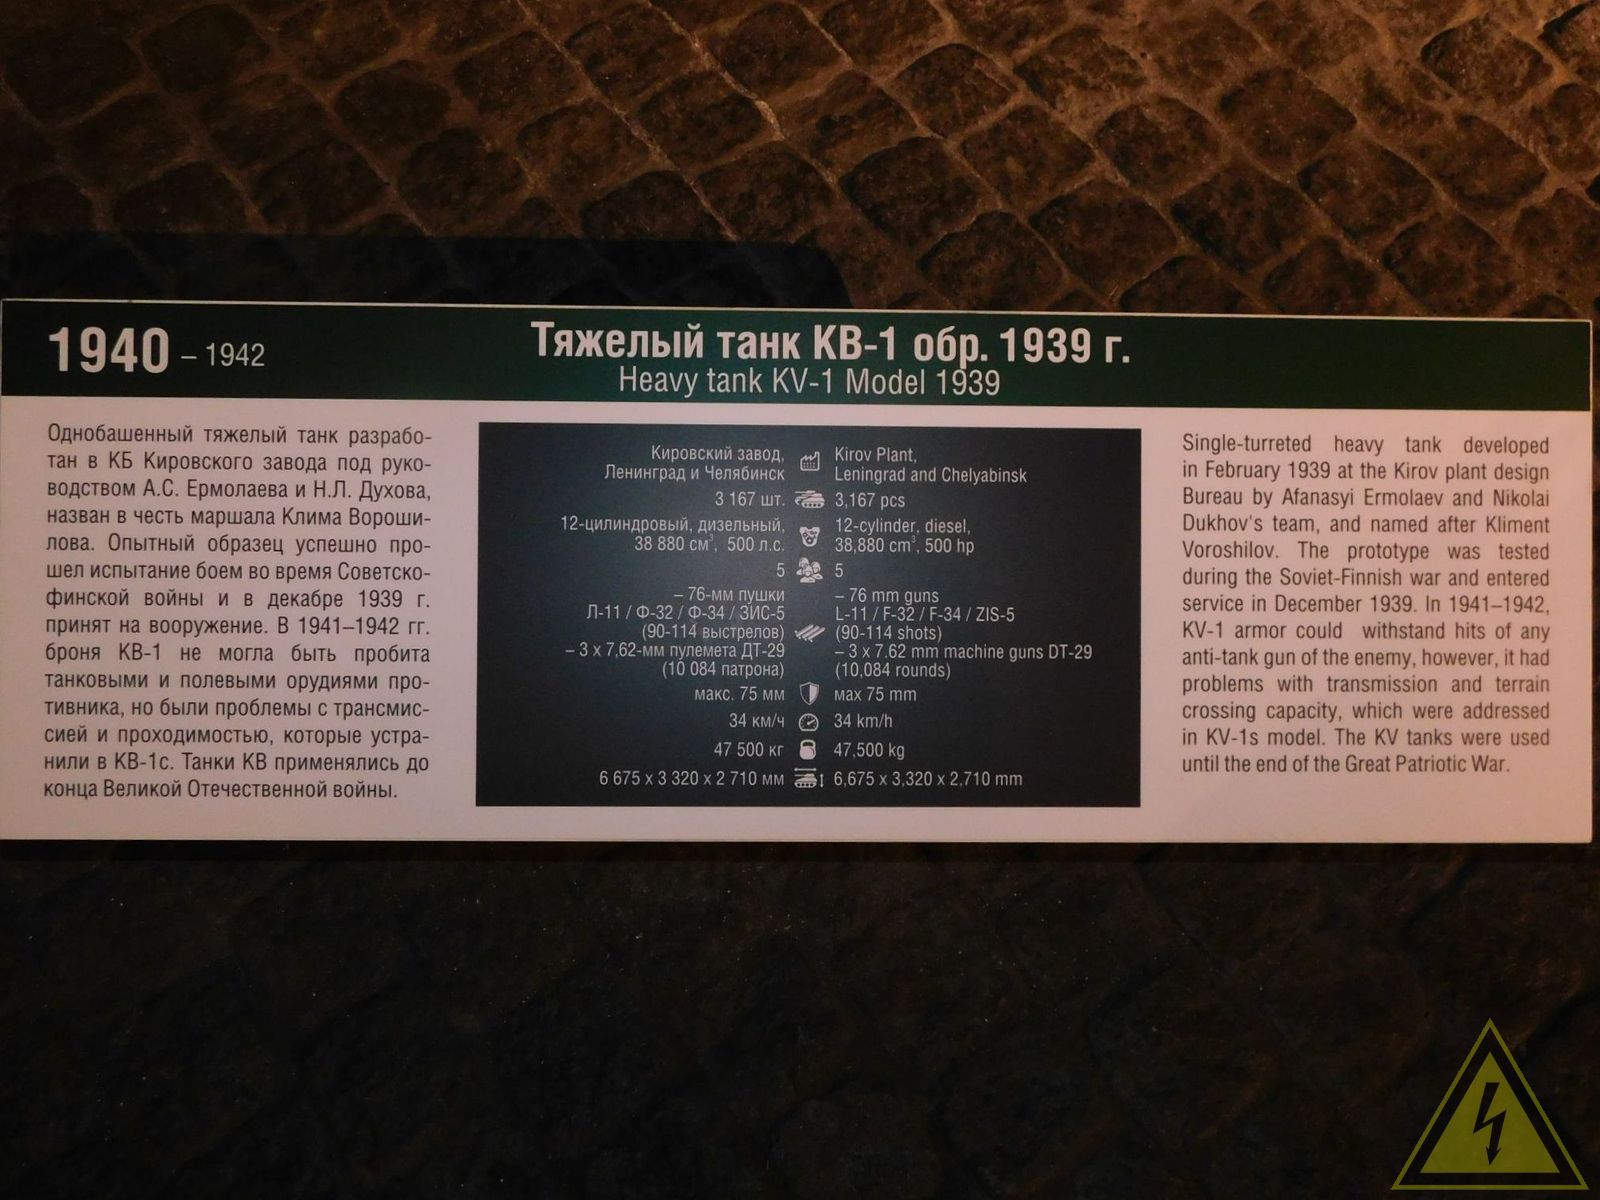 1940 – 1942
Тяжелый танк КВ-1 обр. 1939 г.
Heavy tank KV-1 Model 1939
Однобашенный тяжелый танк разрабо-
тан в КБ Кировского завода под руко-
водством А.С. Ермолаева и Н.Л. Духова,
назван в честь маршала Клима Вороши-
лова. Опытный образец успешно про-
шел испытание боем во время Советско-
финской войны и в декабре 1939 г.
принят на вооружение. В 1941–1942 гг.
броня КВ-1 не могла быть пробита
танковыми и полевыми орудиями про-
тивника, но были проблемы с трансмис-
сией и проходимостью, которые устра-
нили в КВ-1с. Танки КВ применялись до
конца Великой Отечественной войны.
Кировский завод,
Ленинград и Челябинск
3 167 шт.
12-цилиндровый, дизельный,
38 880 см³, 500 л.с.
5
– 76-мм пушки
Л-11 / Ф-32 / Ф-34 / ЗИС-5
(90-114 выстрелов)
– 3 х 7,62-мм пулемета ДТ-29
(10 084 патрона)
макс. 75 мм
34 км/ч
47 500 кг
6 675 х 3 320 х 2 710 мм
Kirov Plant,
Leningrad and Chelyabinsk
3,167 pcs
12-cylinder, diesel,
38,880 cm³, 500 hp
5
– 76 mm guns
L-11 / F-32 / F-34 / ZIS-5
(90-114 shots)
– 3 x 7.62 mm machine guns DT-29
(10,084 rounds)
max 75 mm
34 km/h
47,500 kg
6,675 x 3,320 x 2,710 mm
Single-turreted heavy tank developed
in February 1939 at the Kirov plant design
Bureau by Afanasyi Ermolaev and Nikolai
Dukhov's team, and named after Kliment
Voroshilov. The prototype was tested
during the Soviet-Finnish war and entered
service in December 1939. In 1941–1942,
KV-1 armor could withstand hits of any
anti-tank gun of the enemy, however, it had
problems with transmission and terrain
crossing capacity, which were addressed
in KV-1s model. The KV tanks were used
until the end of the Great Patriotic War.